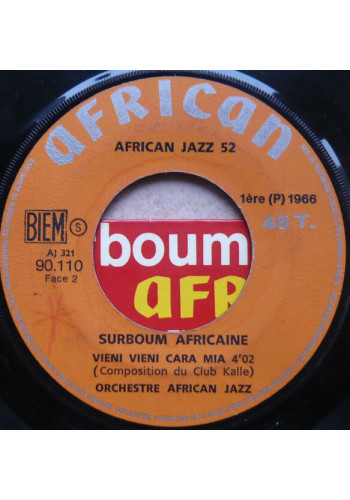 AFRICAN
AFRICAN JAZZ 52
1ère (P) 1966
BIEM S
45 T.
AJ 321
90.110
Face 2
boum
AFR
SURBOUM AFRICAINE
VIENI VIENI CARA MIA 4'02
(Composition du Club Kalle)
ORCHESTRE AFRICAN JAZZ